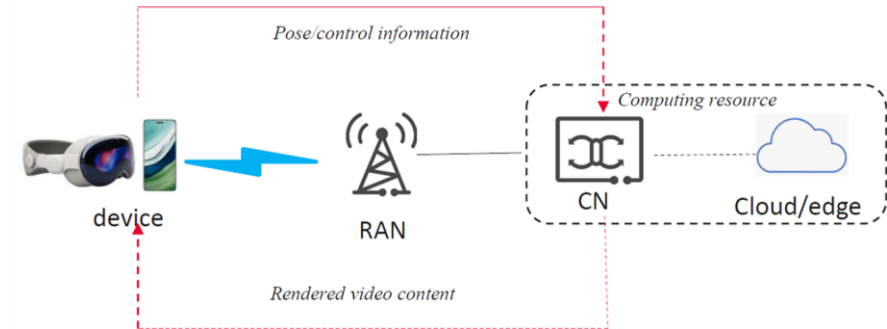 Pose/control information
Computing resource
device
RAN
CN
Cloud/edge
Rendered video content